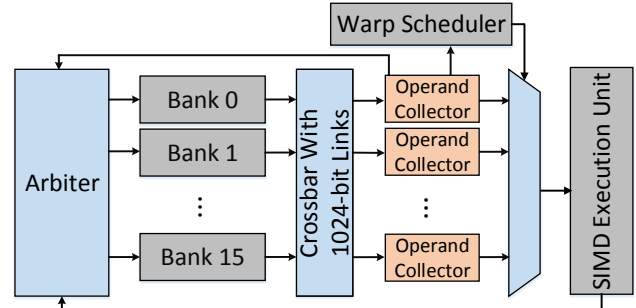 Warp Scheduler
Arbiter
Bank 0
Bank 1
...
Bank 15
Crossbar With
1024-bit Links
Operand
Collector
Operand
Collector
...
Operand
Collector
SIMD Execution Unit